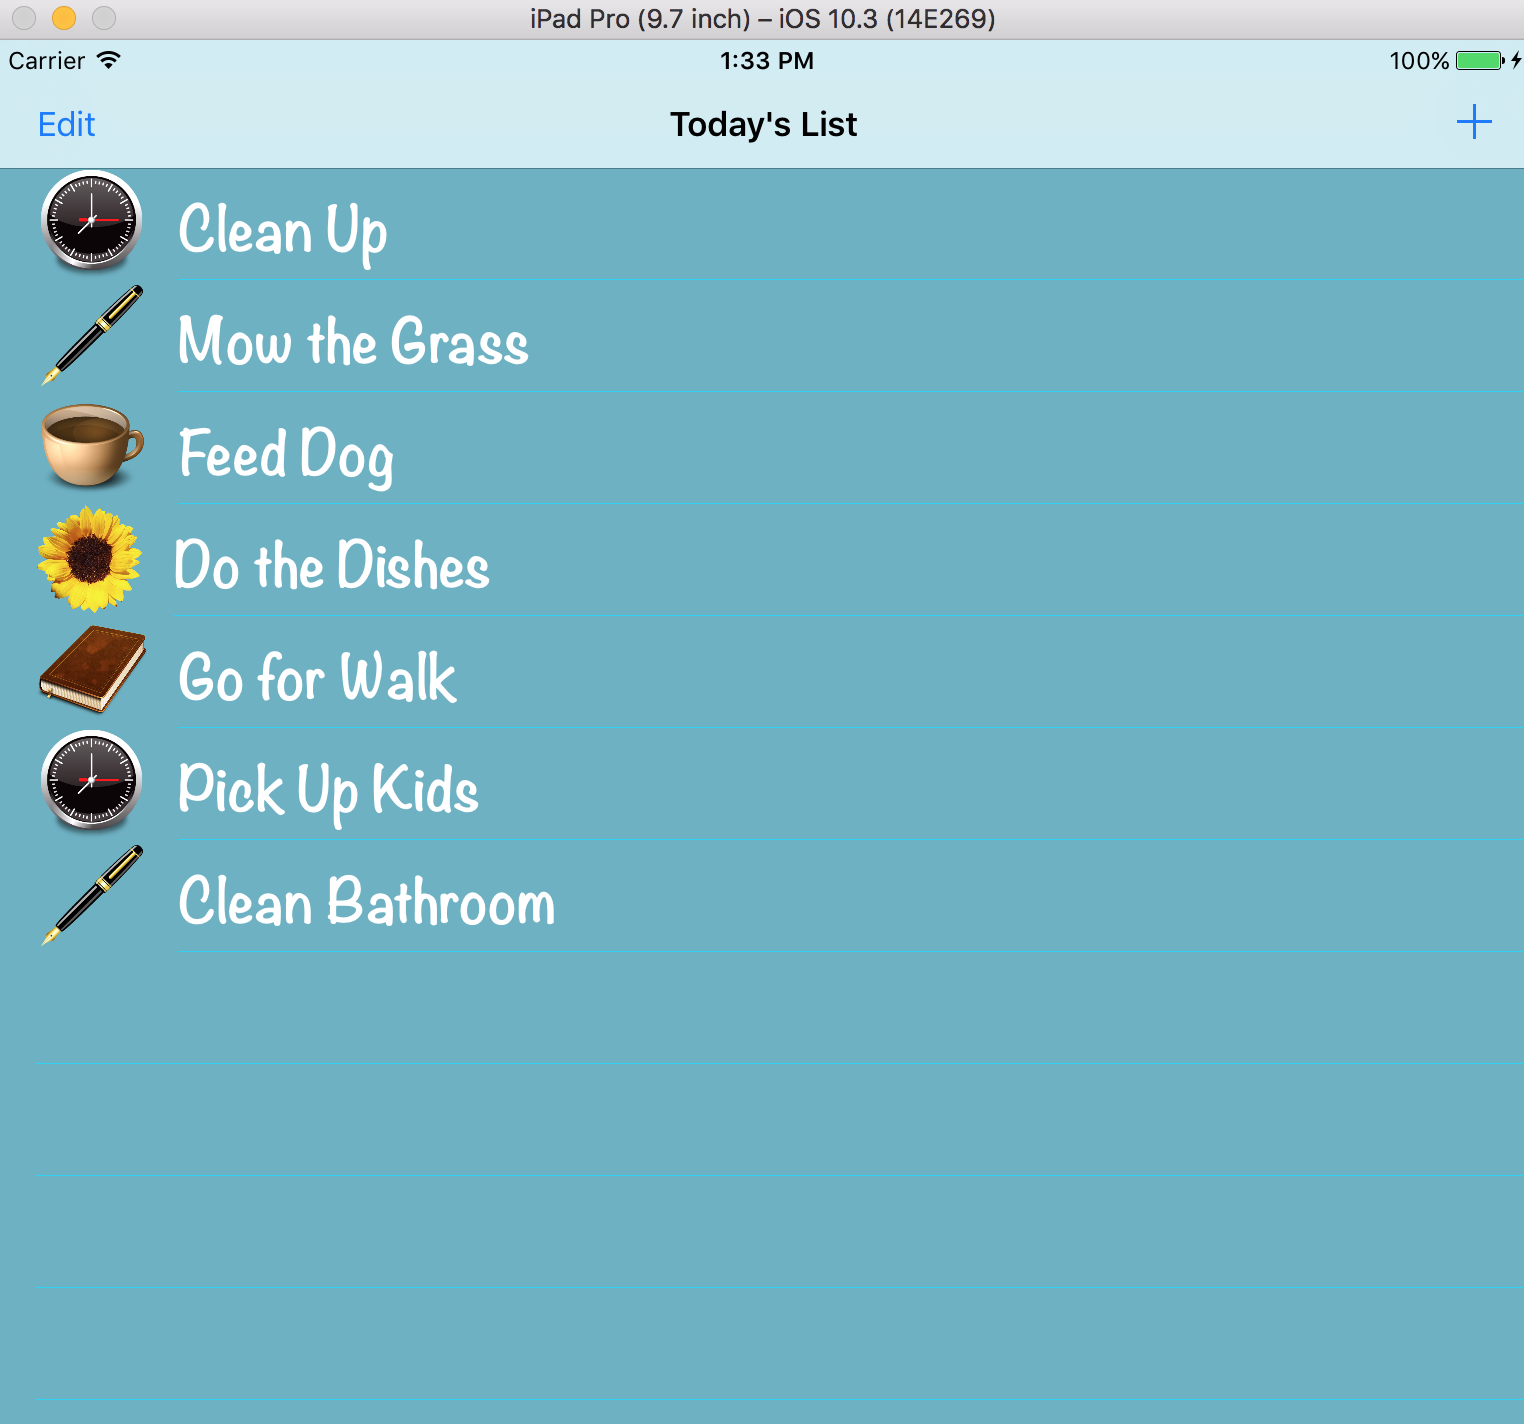 iPad Pro (9.7 inch) – iOS 10.3 (14E269)
Carrier 1:33 PM 100%
Edit Today's List +
Clean Up
Mow the Grass
Feed Dog
Do the Dishes
Go for Walk
Pick Up Kids
Clean Bathroom